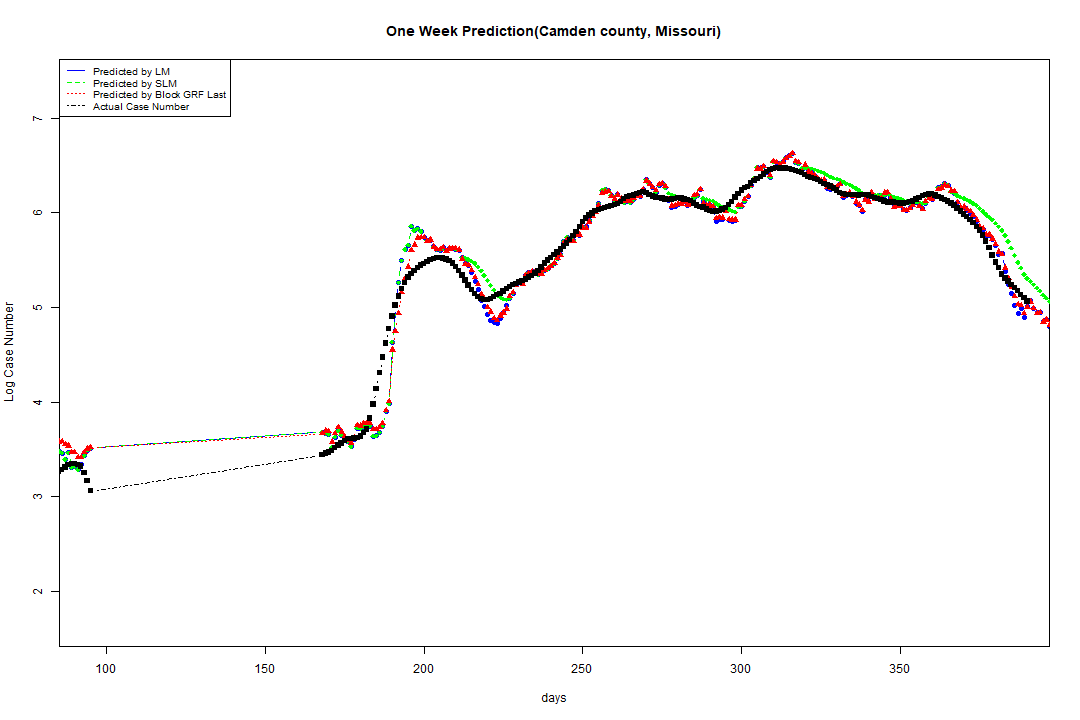 One Week Prediction(Camden county, Missouri)
Predicted by LM
Predicted by SLM
Predicted by Block GRF Last
Actual Case Number
Log Case Number
7
6
5
4
3
2
100 150 200 250 300 350
days